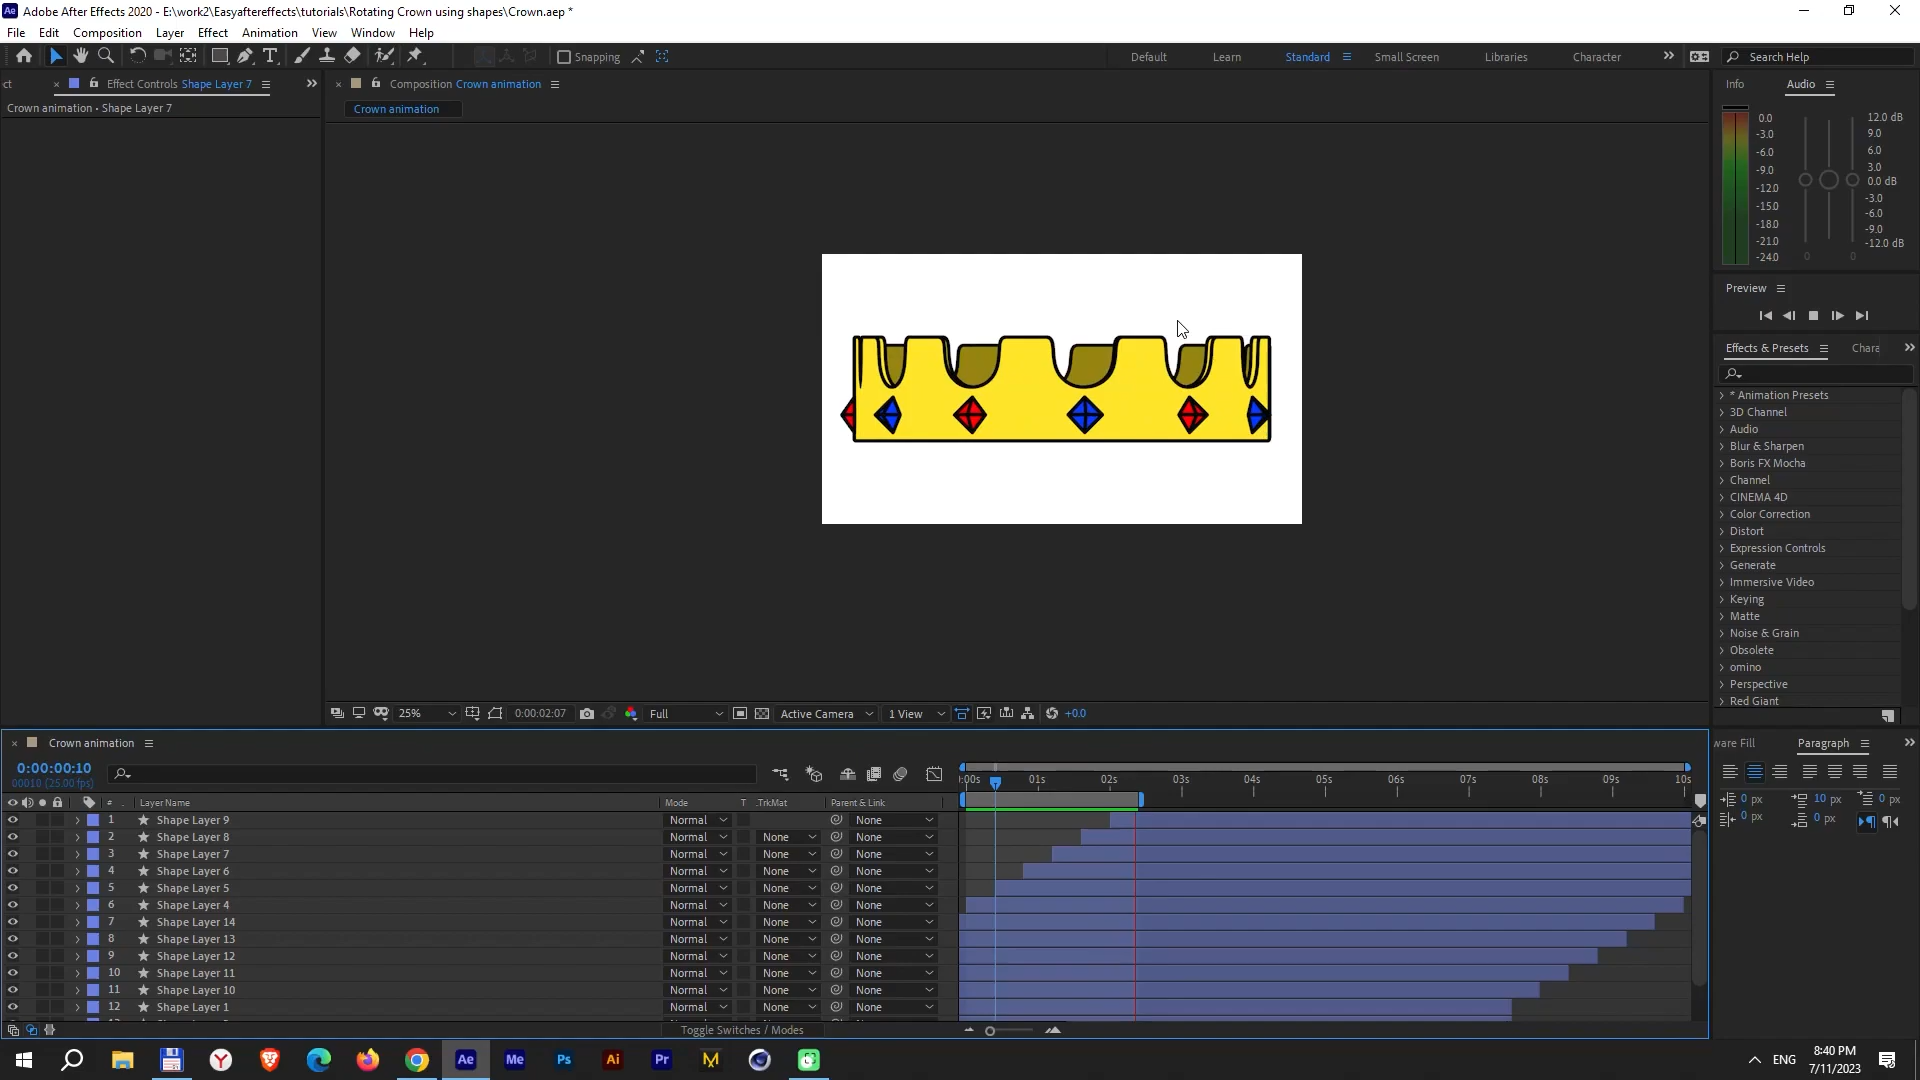 Adobe After Effects 2020 - E:\work2\Easyaftereffects\tutorials\Rotating Crown using shapes\Crown.aep *
File Edit Composition Layer Effect Animation View Window Help
Snapping Default Learn Standard Small Screen Libraries Character Search Help
ct Effect Controls Shape Layer 7 Composition Crown animation Info Audio
Crown animation • Shape Layer 7
Crown animation
0.0
-3.0
-6.0
-9.0
-12.0
-15.0
-18.0
-21.0
-24.0
12.0 dB
9.0
6.0
3.0
0.0 dB
-3.0
-6.0
-9.0
-12.0 dB
0 0
Preview
Effects & Presets Chara
* Animation Presets
3D Channel
Audio
Blur & Sharpen
Boris FX Mocha
Channel
CINEMA 4D
Color Correction
Distort
Expression Controls
Generate
Immersive Video
Keying
Matte
Noise & Grain
Obsolete
omino
Perspective
Red Giant
25% 0:00:02:07 Full Active Camera 1 View +0.0
Crown animation
0:00:00:10
00010 (25.00 fps)
:00s 01s 02s 03s 04s 05s 06s 07s 08s 09s 10s
# Layer Name Mode T .TrkMat Parent & Link
1 Shape Layer 9 Normal None
2 Shape Layer 8 Normal None None
3 Shape Layer 7 Normal None None
4 Shape Layer 6 Normal None None
5 Shape Layer 5 Normal None None
6 Shape Layer 4 Normal None None
7 Shape Layer 14 Normal None None
8 Shape Layer 13 Normal None None
9 Shape Layer 12 Normal None None
10 Shape Layer 11 Normal None None
11 Shape Layer 10 Normal None None
12 Shape Layer 1 Normal None None
Toggle Switches / Modes
ware Fill Paragraph
0 px 10 px 0 px
0 px 0 px
Ae Me Ps Ai Pr
ENG
8:40 PM
7/11/2023